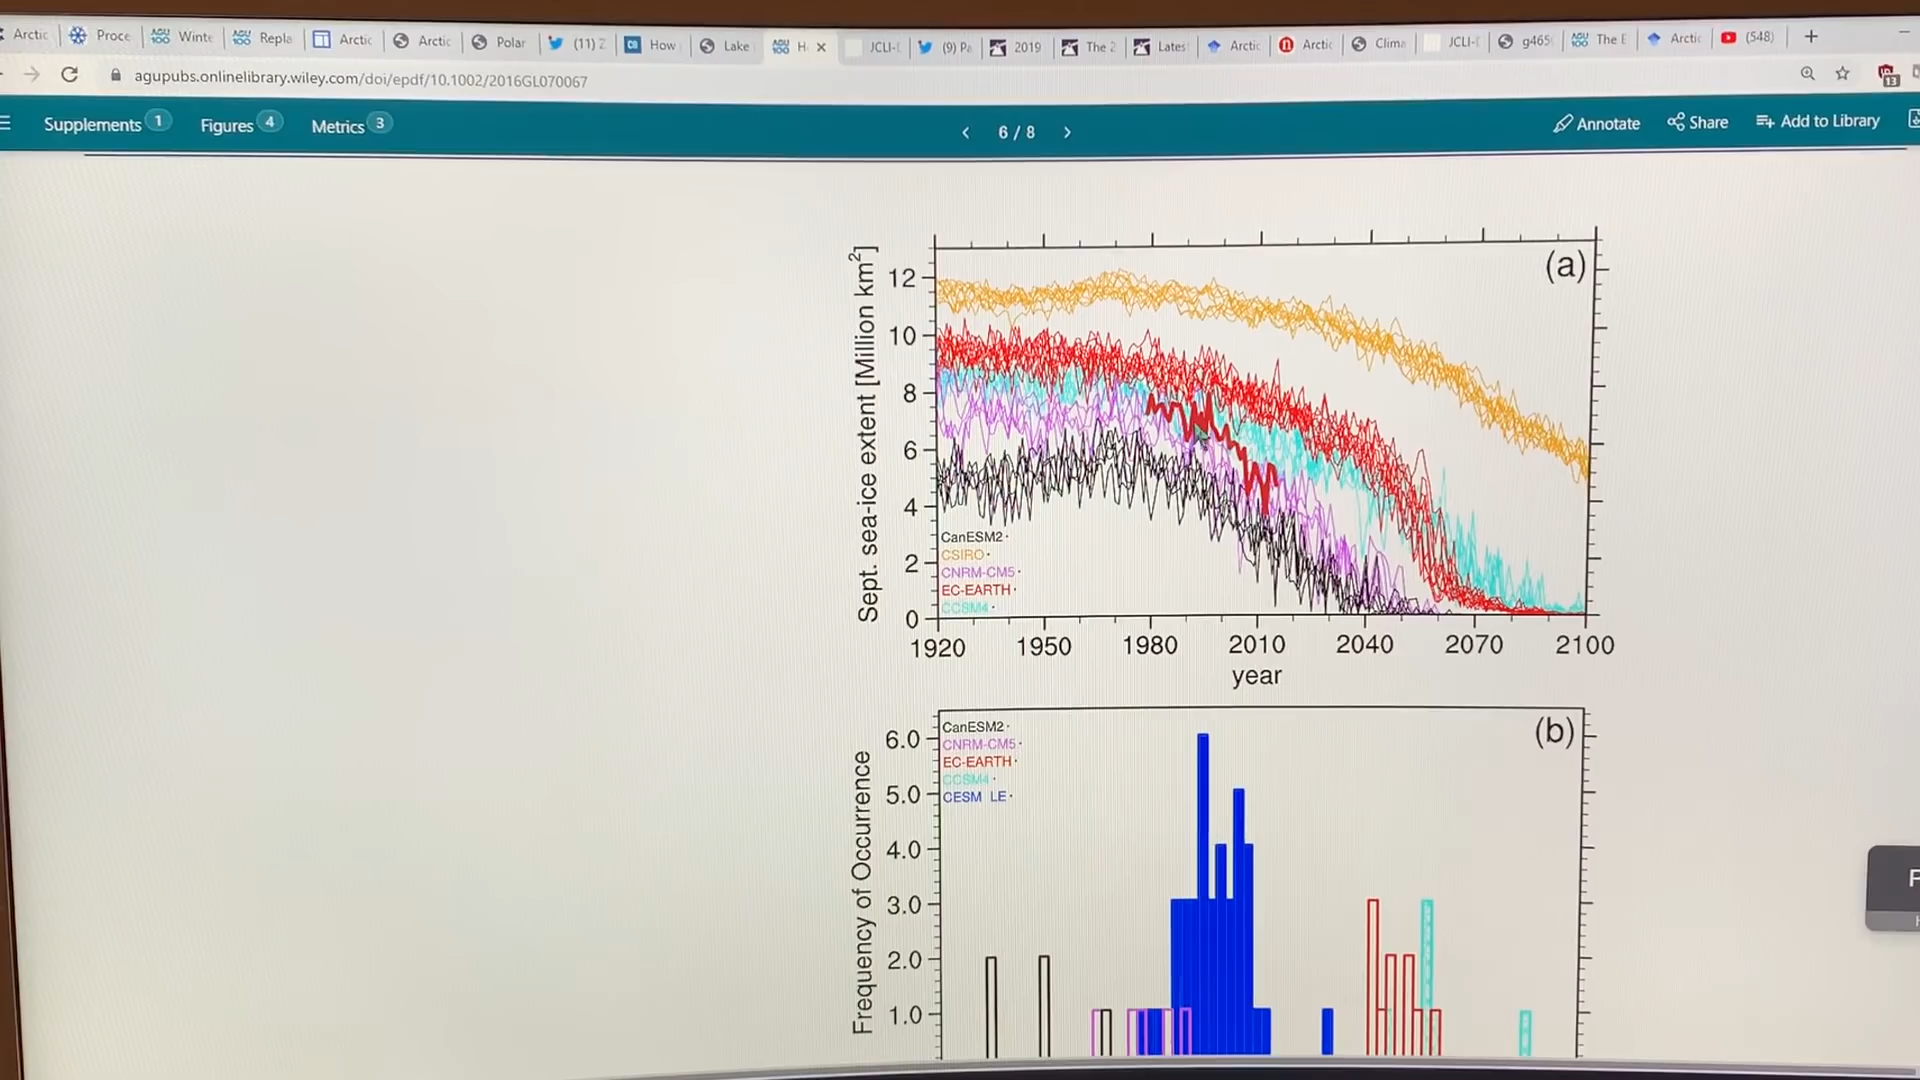 Arctic Proce Winte Repla Arctic Arctic Polar (11) How Lake JCLI- (9) 2019 The 2 Lates Arctic Arctic Clima JCLI- g465 The E Arctic (548) +
agupubs.onlinelibrary.wiley.com/doi/epdf/10.1002/2016GL070067
13
Supplements 1 Figures 4 Metrics 3 6 / 8 Annotate Share Add to Library
(a)
Sept. sea-ice extent [Million km2]
12
10
8
6
4
2
0
CanESM2
CSIRO
CNRM-CM5
EC-EARTH
CCSM4
1920 1950 1980 2010 2040 2070 2100
year
(b)
Frequency of Occurrence
6.0
5.0
4.0
3.0
2.0
1.0
CanESM2
CNRM-CM5
EC-EARTH
CCSM4
CESM LE